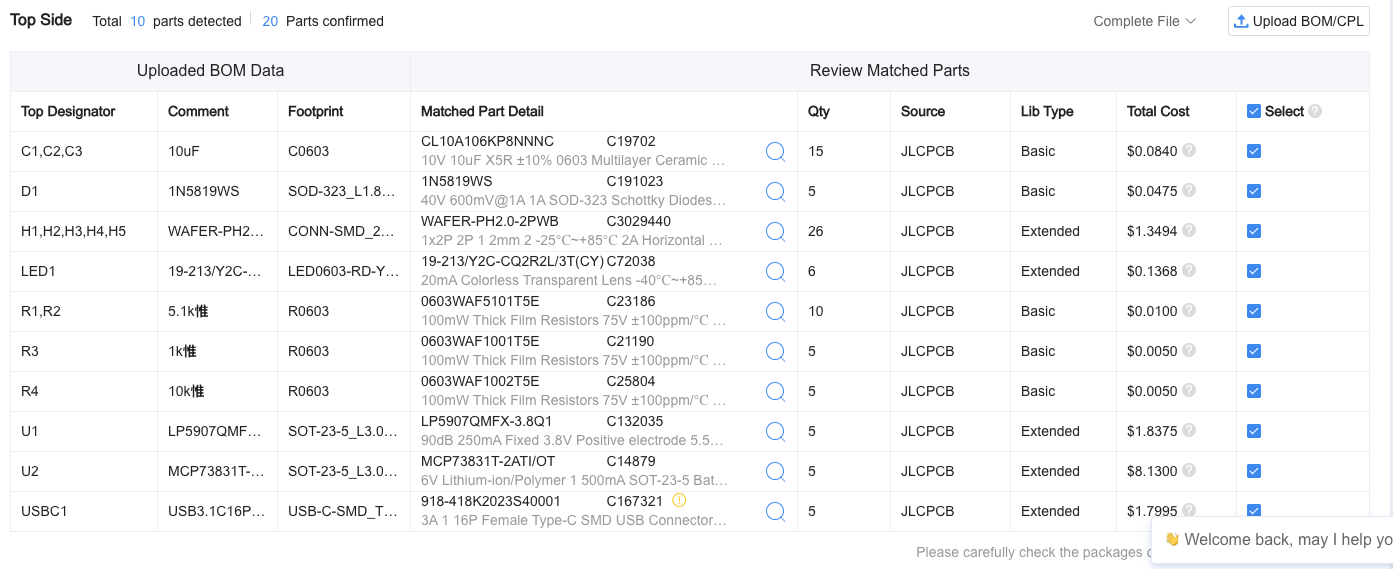 Top Side Total 10 parts detected 20 Parts confirmed Complete File Upload BOM/CPL
Uploaded BOM Data Review Matched Parts
Top Designator Comment Footprint Matched Part Detail Qty Source Lib Type Total Cost Select
C1,C2,C3 10uF C0603 CL10A106KP8NNNC C19702 15 JLCPCB Basic $0.0840
10V 10uF X5R ±10% 0603 Multilayer Ceramic ...
D1 1N5819WS SOD-323_L1.8... 1N5819WS C191023 5 JLCPCB Basic $0.0475
40V 600mV@1A 1A SOD-323 Schottky Diodes...
H1,H2,H3,H4,H5 WAFER-PH2... CONN-SMD_2... WAFER-PH2.0-2PWB C3029440 26 JLCPCB Extended $1.3494
1x2P 2P 1 2mm 2 -25℃~+85℃ 2A Horizontal ...
LED1 19-213/Y2C-... LED0603-RD-Y... 19-213/Y2C-CQ2R2L/3T(CY) C72038 6 JLCPCB Extended $0.1368
20mA Colorless Transparent Lens -40℃~+85...
R1,R2 5.1k惟 R0603 0603WAF5101T5E C23186 10 JLCPCB Basic $0.0100
100mW Thick Film Resistors 75V ±100ppm/℃ ...
R3 1k惟 R0603 0603WAF1001T5E C21190 5 JLCPCB Basic $0.0050
100mW Thick Film Resistors 75V ±100ppm/℃ ...
R4 10k惟 R0603 0603WAF1002T5E C25804 5 JLCPCB Basic $0.0050
100mW Thick Film Resistors 75V ±100ppm/℃ ...
U1 LP5907QMF... SOT-23-5_L3.0... LP5907QMFX-3.8Q1 C132035 5 JLCPCB Extended $1.8375
90dB 250mA Fixed 3.8V Positive electrode 5.5...
U2 MCP73831T-... SOT-23-5_L3.0... MCP73831T-2ATI/OT C14879 5 JLCPCB Extended $8.1300
6V Lithium-ion/Polymer 1 500mA SOT-23-5 Bat...
USBC1 USB3.1C16P... USB-C-SMD_T... 918-418K2023S40001 C167321 5 JLCPCB Extended $1.7995
3A 1 16P Female Type-C SMD USB Connector...
👋 Welcome back, may I help yo
Please carefully check the packages